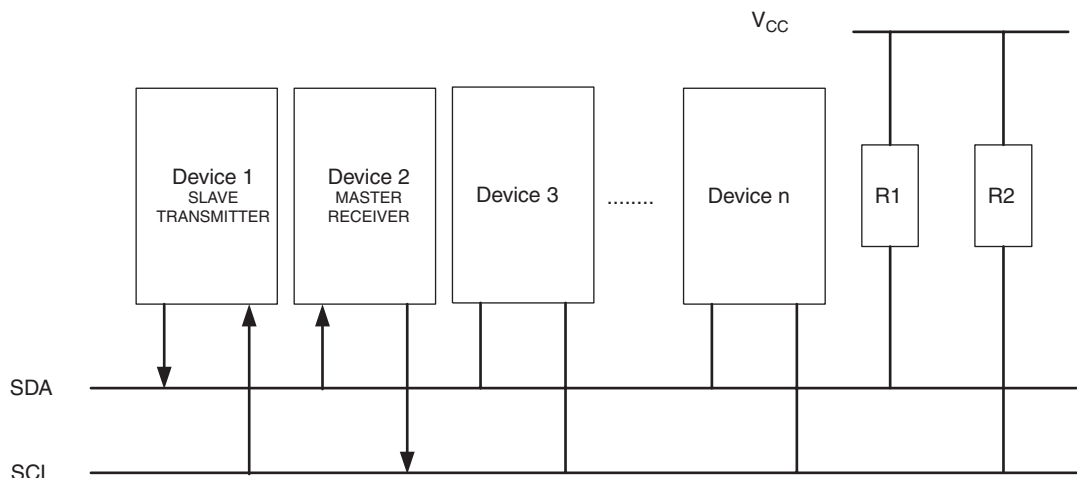 VCC
Device 1
SLAVE
TRANSMITTER
Device 2
MASTER
RECEIVER
Device 3
........
Device n
R1
R2
SDA
SCL